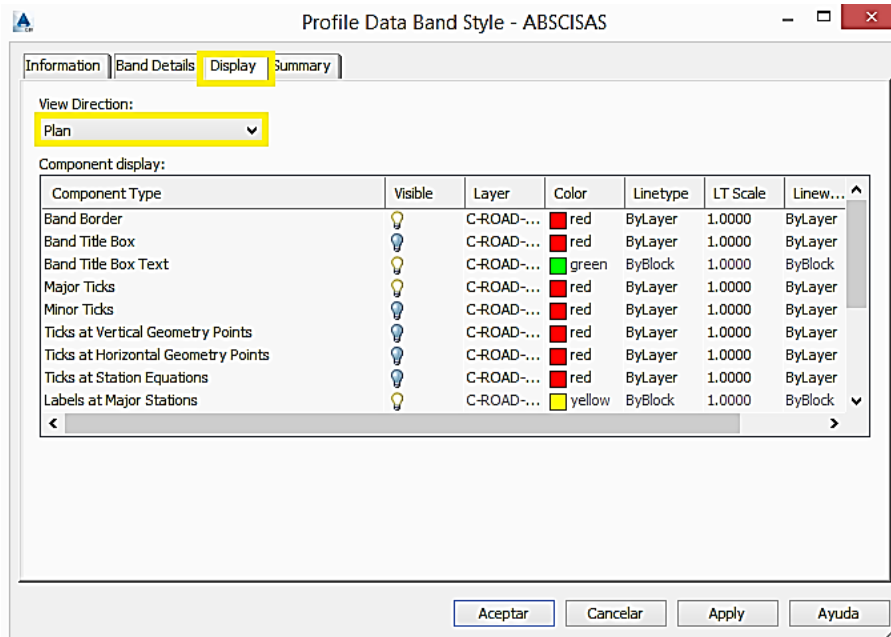 Profile Data Band Style - ABSCISAS
Information Band Details Display Summary
View Direction:
Plan
Component display:
Component Type Visible Layer Color Linetype LT Scale Linew...
Band Border C-ROAD-... red ByLayer 1.0000 ByLayer
Band Title Box C-ROAD-... red ByLayer 1.0000 ByLayer
Band Title Box Text C-ROAD-... green ByBlock 1.0000 ByBlock
Major Ticks C-ROAD-... red ByLayer 1.0000 ByLayer
Minor Ticks C-ROAD-... red ByLayer 1.0000 ByLayer
Ticks at Vertical Geometry Points C-ROAD-... red ByLayer 1.0000 ByLayer
Ticks at Horizontal Geometry Points C-ROAD-... red ByLayer 1.0000 ByLayer
Ticks at Station Equations C-ROAD-... red ByLayer 1.0000 ByLayer
Labels at Major Stations C-ROAD-... yellow ByBlock 1.0000 ByBlock
Aceptar Cancelar Apply Ayuda